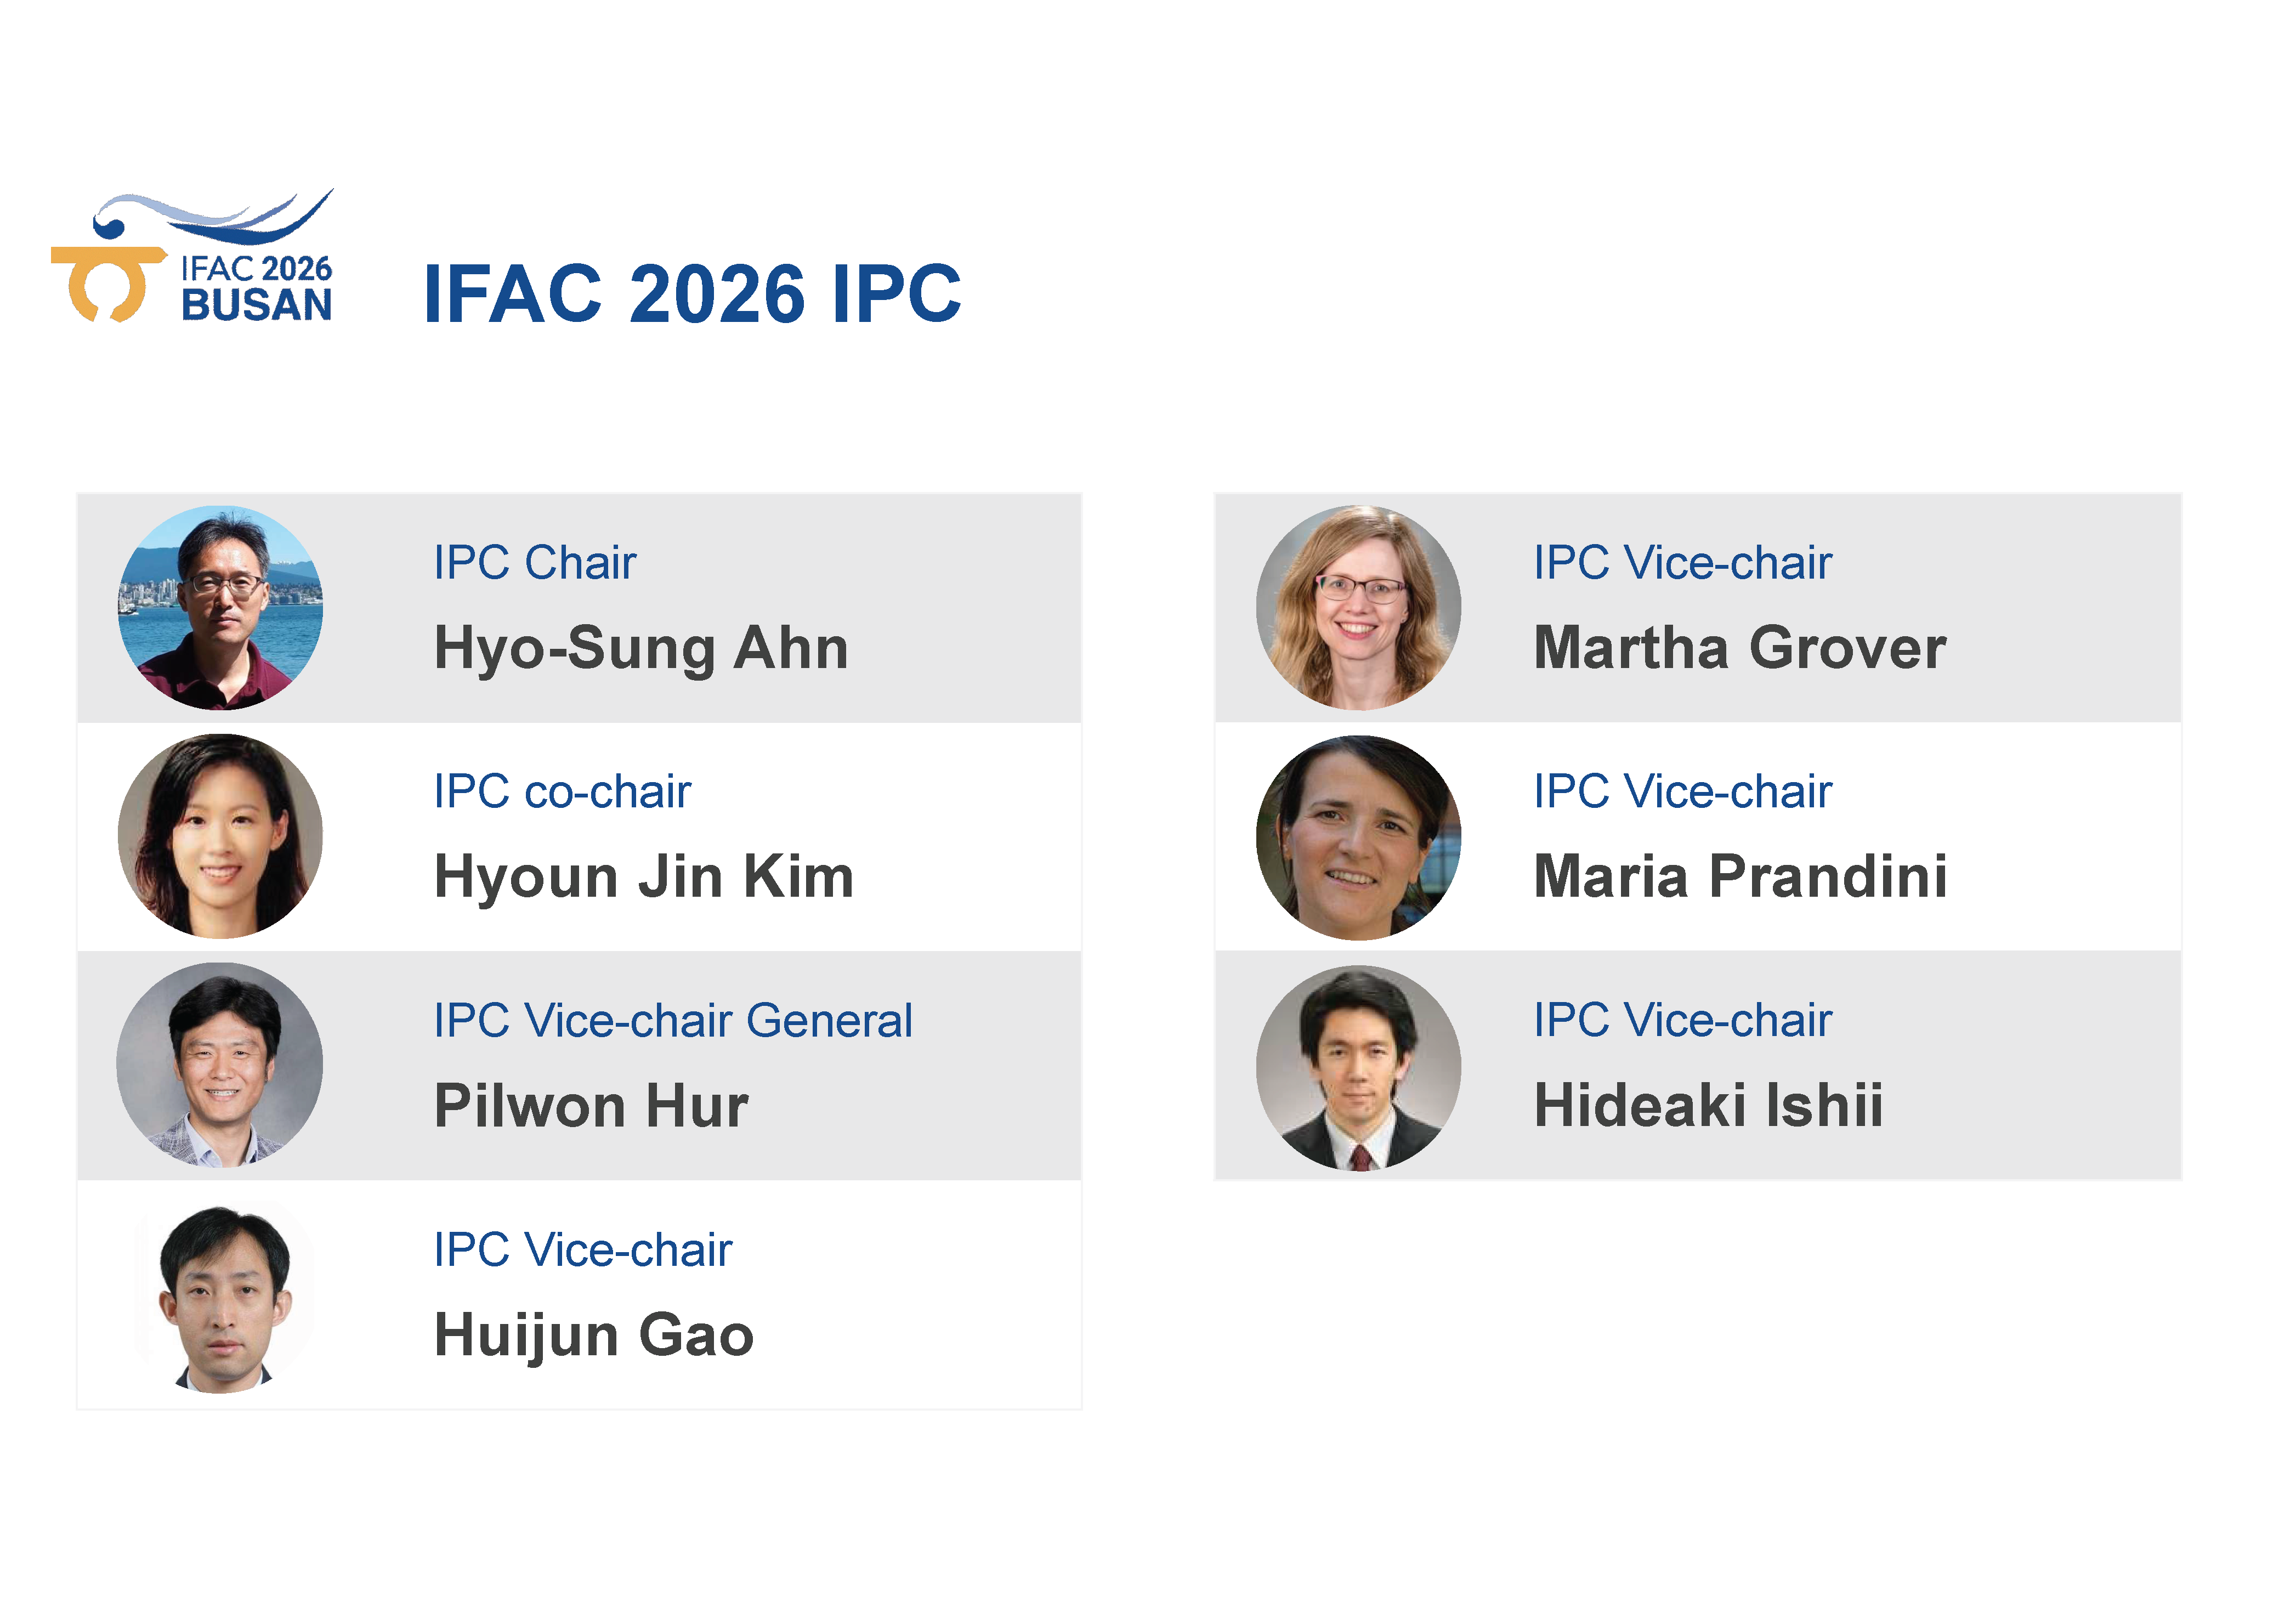 IFAC 2026
BUSAN
IFAC 2026 IPC
IPC Chair
Hyo-Sung Ahn
IPC co-chair
Hyoun Jin Kim
IPC Vice-chair General
Pilwon Hur
IPC Vice-chair
Huijun Gao
IPC Vice-chair
Martha Grover
IPC Vice-chair
Maria Prandini
IPC Vice-chair
Hideaki Ishii